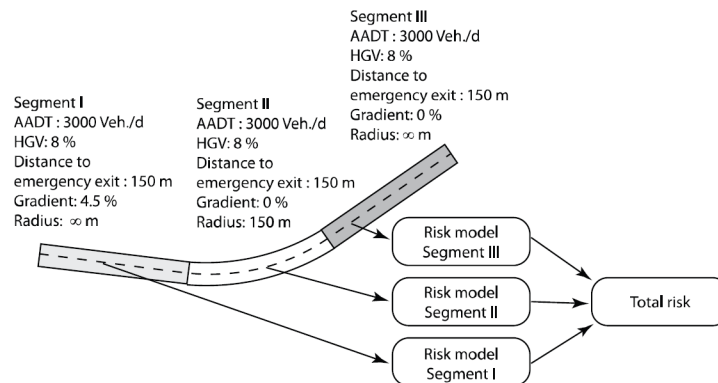 Segment III
AADT : 3000 Veh./d
HGV: 8 %
Distance to
emergency exit : 150 m
Gradient: 0 %
Radius: ∞ m
Segment I
AADT : 3000 Veh./d
HGV: 8 %
Distance to
emergency exit : 150 m
Gradient: 4.5 %
Radius: ∞ m
Segment II
AADT : 3000 Veh./d
HGV: 8 %
Distance to
emergency exit : 150 m
Gradient: 0 %
Radius: 150 m
Risk model
Segment III
Risk model
Segment II
Risk model
Segment I
Total risk